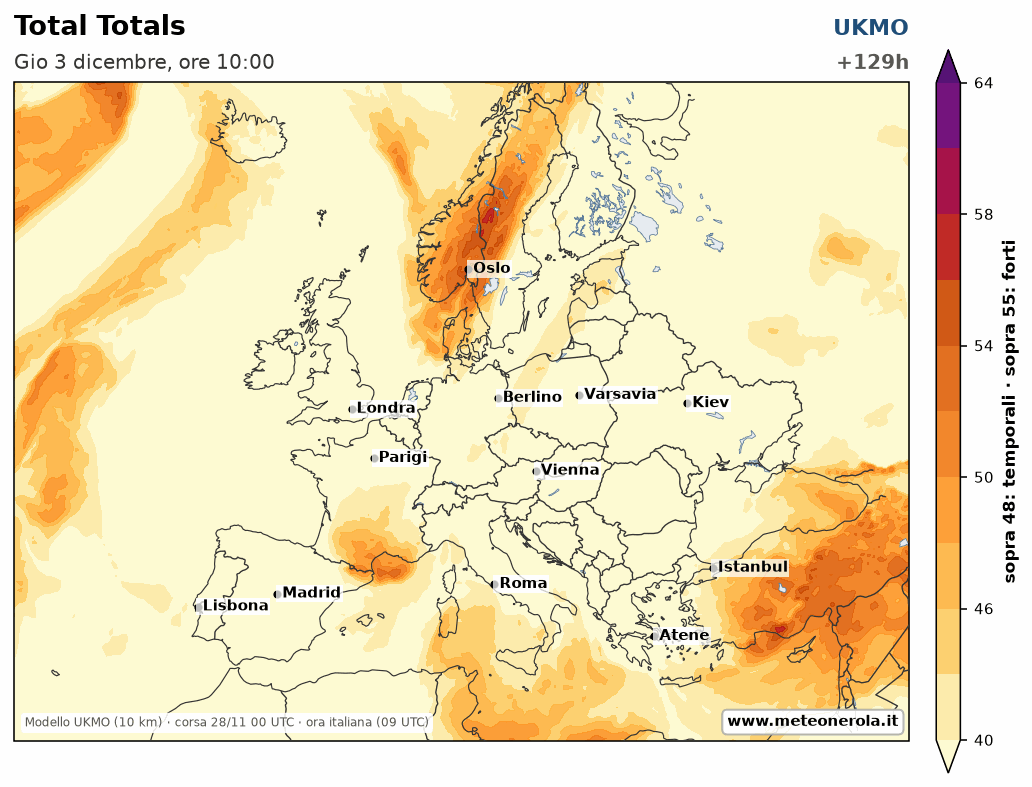 Total Totals
UKMO
Gio 3 dicembre, ore 10:00
+129h
64
58
54
50
46
40
sopra 48: temporali · sopra 55: forti
Oslo
Berlino
Varsavia
Kiev
Londra
Parigi
Vienna
Istanbul
Roma
Madrid
Lisbona
Atene
Modello UKMO (10 km) · corsa 28/11 00 UTC · ora italiana (09 UTC)
www.meteonerola.it